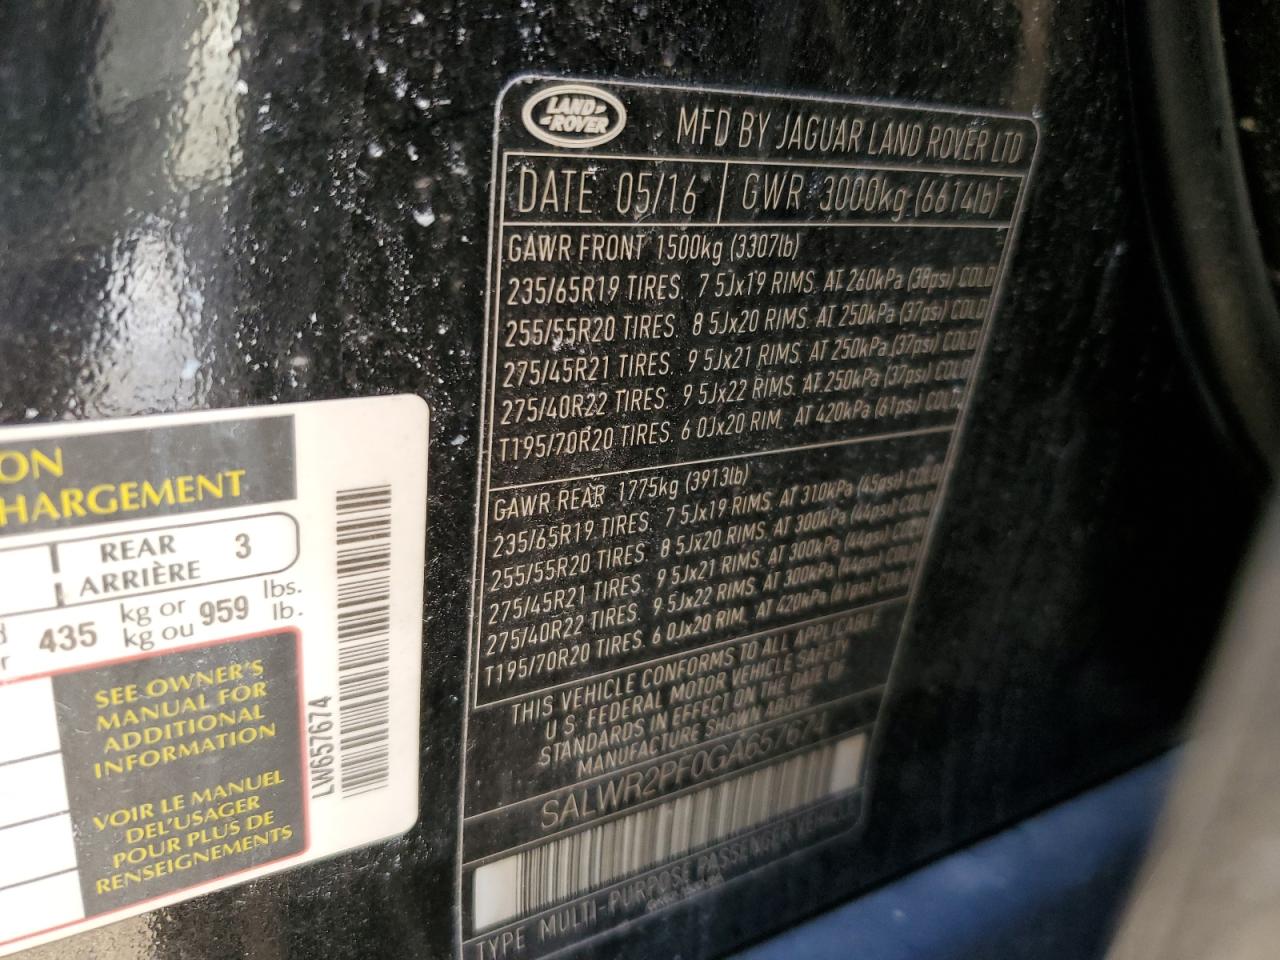 LAND-
-ROVER
MFD BY JAGUAR LAND ROVER LTD
DATE 05/16 GWR 3000kg (6614lb)
GAWR FRONT 1500kg (3307lb)
235/65R19 TIRES. 7 5Jx19 RIMS. AT 260kPa (38psi) COLD
255/55R20 TIRES. 8 5Jx20 RIMS. AT 250kPa (37psi) COLD
275/45R21 TIRES. 9 5Jx21 RIMS. AT 250kPa (37psi) COLD
275/40R22 TIRES. 9 5Jx22 RIMS. AT 250kPa (37psi) COLD
T195/70R20 TIRES. 6 0Jx20 RIM. AT 420kPa (61psi) COLD
GAWR REAR 1775kg (3913lb)
235/65R19 TIRES. 7 5Jx19 RIMS. AT 310kPa (45psi) COLD
255/55R20 TIRES. 8 5Jx20 RIMS. AT 300kPa (44psi) COLD
275/45R21 TIRES. 9 5Jx21 RIMS. AT 300kPa (44psi) COLD
275/40R22 TIRES. 9 5Jx22 RIMS. AT 300kPa (44psi) COLD
T195/70R20 TIRES. 6 0Jx20 RIM. AT 420kPa (61psi) COLD
THIS VEHICLE CONFORMS TO ALL APPLICABLE
U.S. FEDERAL MOTOR VEHICLE SAFETY
STANDARDS IN EFFECT ON THE DATE OF
MANUFACTURE SHOWN ABOVE
SALWR2PF0GA657674
TYPE MULTI-PURPOSE PASSENGER VEHICLE
ON
HARGEMENT
REAR 3
ARRIÈRE
435 kg or 959 lbs.
kg ou lb.
SEE OWNER'S
MANUAL FOR
ADDITIONAL
INFORMATION
VOIR LE MANUEL
DEL'USAGER
POUR PLUS DE
RENSEIGNEMENTS
LW657674